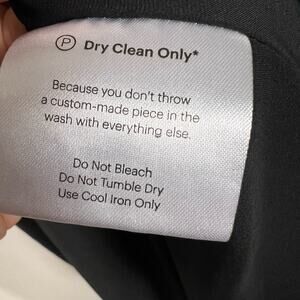 Ⓟ Dry Clean Only*
Because you don't throw
a custom-made piece in the
wash with everything else.
Do Not Bleach
Do Not Tumble Dry
Use Cool Iron Only